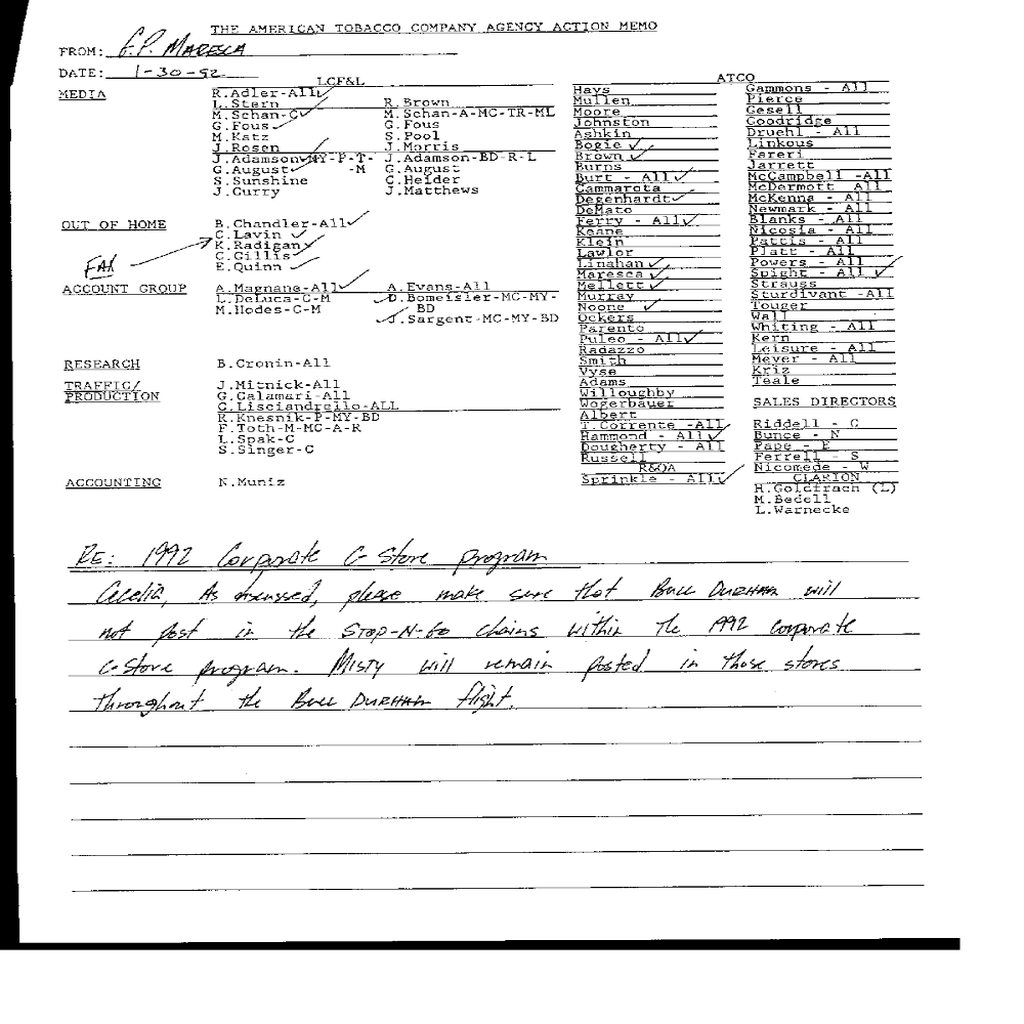 THE AMERICAN TOBACCO COMPANY AGENCY ACTION MEMO
FROM: G.P. MARESCA
DATE: 1-30-92
LCF&L
MEDIA
R.Adler-All
L.Stern
M.Schan-C
G.Fous
M.Katz
J.Rosen
J.Adamson-MY-P-T-
G.August -M
S.Sunshine
J.Curry
R.Brown
M.Schan-A-MC-TR-ML
G.Fous
S.Pool
J.Morris
J.Adamson-BD-R-L
G.August
C.Heider
J.Matthews
OUT OF HOME
B.Chandler-All
C.Lavin
K.Radigan
C.Gillis
E.Quinn
FAX
ACCOUNT GROUP
A.Magnane-All
L.DeLuca-C-M
M.Hodes-C-M
A.Evans-All
D.Bomeisler-MC-MY-
BD
J.Sargent-MC-MY-BD
RESEARCH
B.Cronin-All
TRAFFIC/
PRODUCTION
J.Mitnick-All
G.Calamari-All
C.Lisciandrello-ALL
R.Knesnik-P-MY-BD
F.Toth-M-MC-A-R
L.Spak-C
S.Singer-C
ACCOUNTING
N.Muniz
ATCO
Hays
Mullen
Moore
Johnston
Ashkin
Bogie
Brown
Burns
Burt - All
Cammarota
Degenhardt
DeMato
Ferry - All
Keane
Klein
Lawlor
Linahan
Maresca
Mellett
Murray
Noone
Ockers
Parento
Puleo - All
Radazzo
Smith
Vyse
Adams
Willoughby
Wogerbauer
Albert
T.Corrente -All
Hammond - All
Dougherty - All
Russell
R&QA
Sprinkle - All
Gammons - All
Pierce
Gesell
Goodridge
Druehl - All
Linkous
Fareri
Jarrett
McCampbell -All
McDermott All
McKenna - All
Newmark - All
Blanks - All
Nicosia - All
Pattis - All
Platt - All
Powers - All
Spight - All
Strauss
Sturdivant -All
Touger
Wall
Whiting - All
Kern
Leisure - All
Meyer - All
Kriz
Teale
SALES DIRECTORS
Riddell - C
Bunce - N
Pape - E
Ferrell - S
Nicomede - W
CLARION
H.Goldfrach (L)
M.Bedell
L.Warnecke
RE: 1992 Corporate C-Store program
Cecelia, As discussed, please make sure that BULL DURHAM will
not post in the STOP-N-GO chains within the 1992 corporate
C-Store program. MISTY will remain posted in those stores
throughout the BULL DURHAM flight.